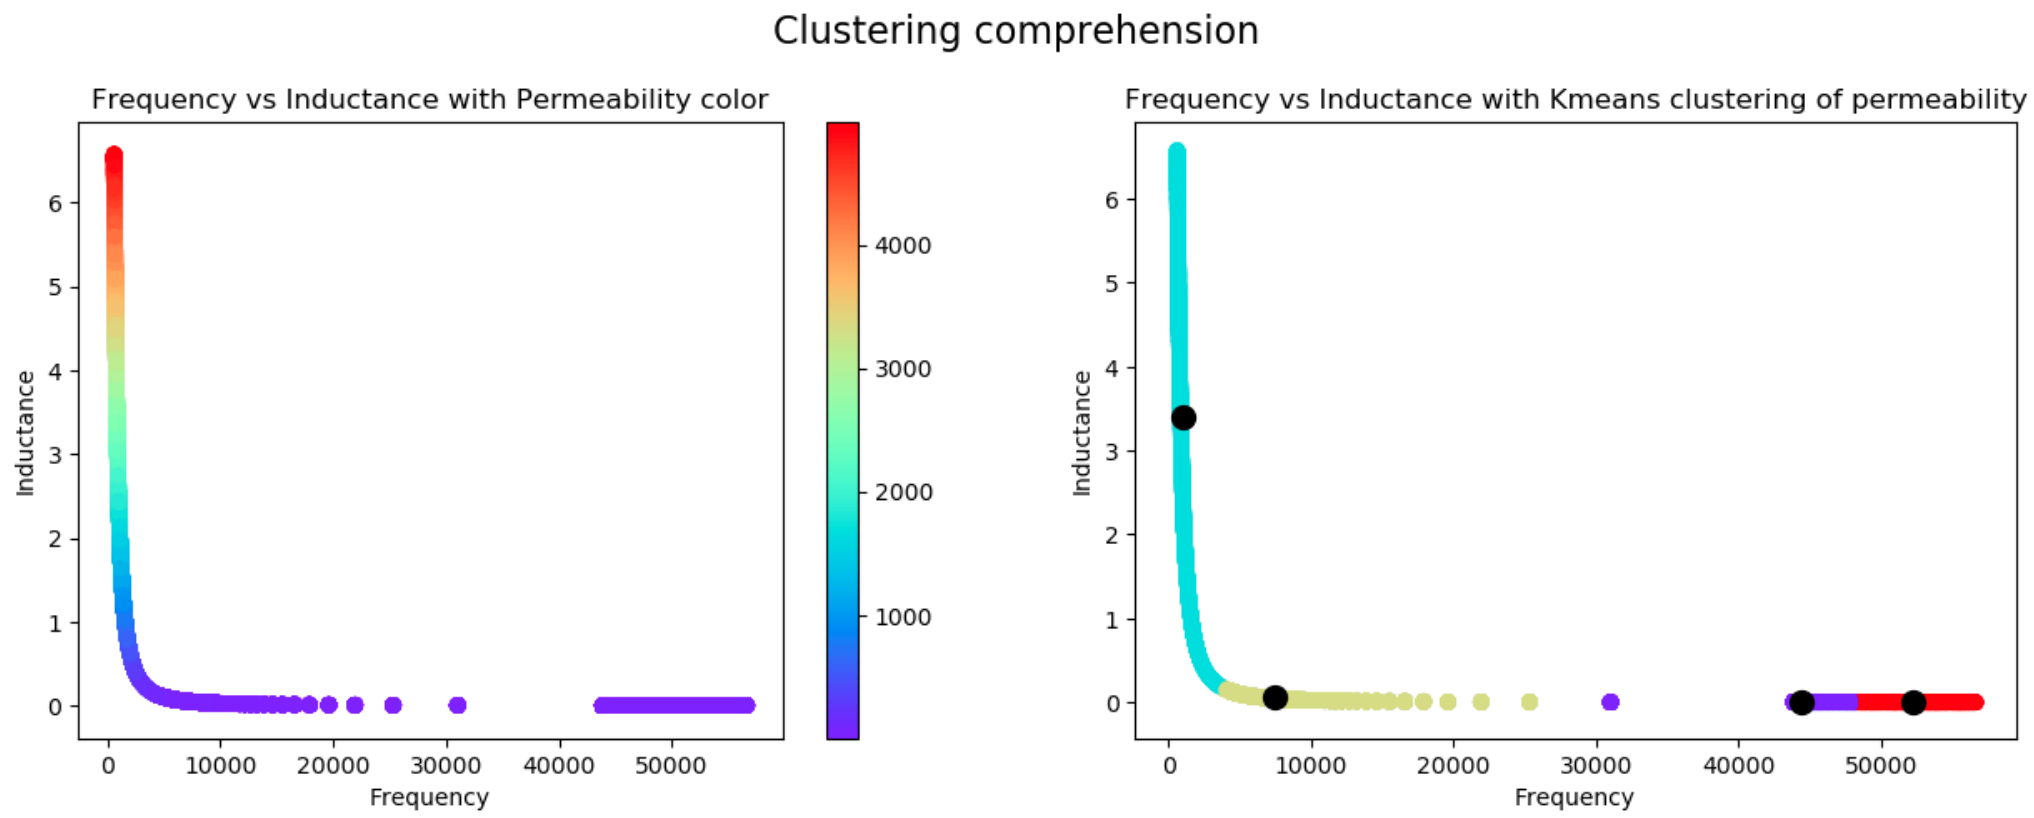 Clustering comprehension
Frequency vs Inductance with Permeability color
Frequency vs Inductance with Kmeans clustering of permeability
Inductance
6
5
4
3
2
1
0
0 10000 20000 30000 40000 50000
Frequency
4000
3000
2000
1000
Inductance
6
5
4
3
2
1
0
0 10000 20000 30000 40000 50000
Frequency